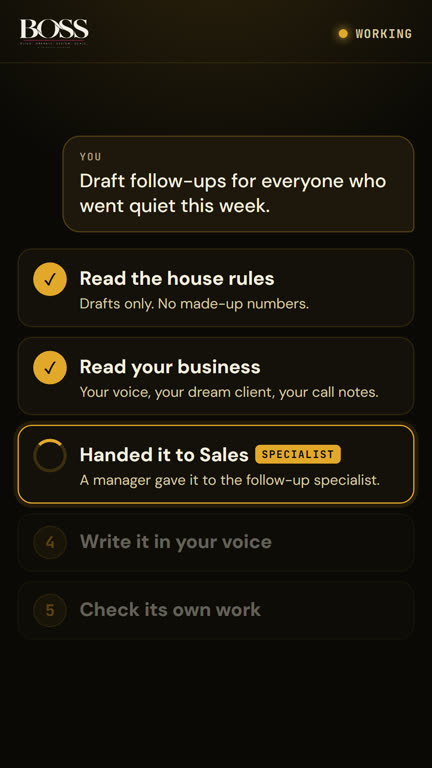 BOSS
WORKING
YOU
Draft follow-ups for everyone who
went quiet this week.
✓ Read the house rules
Drafts only. No made-up numbers.
✓ Read your business
Your voice, your dream client, your call notes.
Handed it to Sales SPECIALIST
A manager gave it to the follow-up specialist.
4 Write it in your voice
5 Check its own work